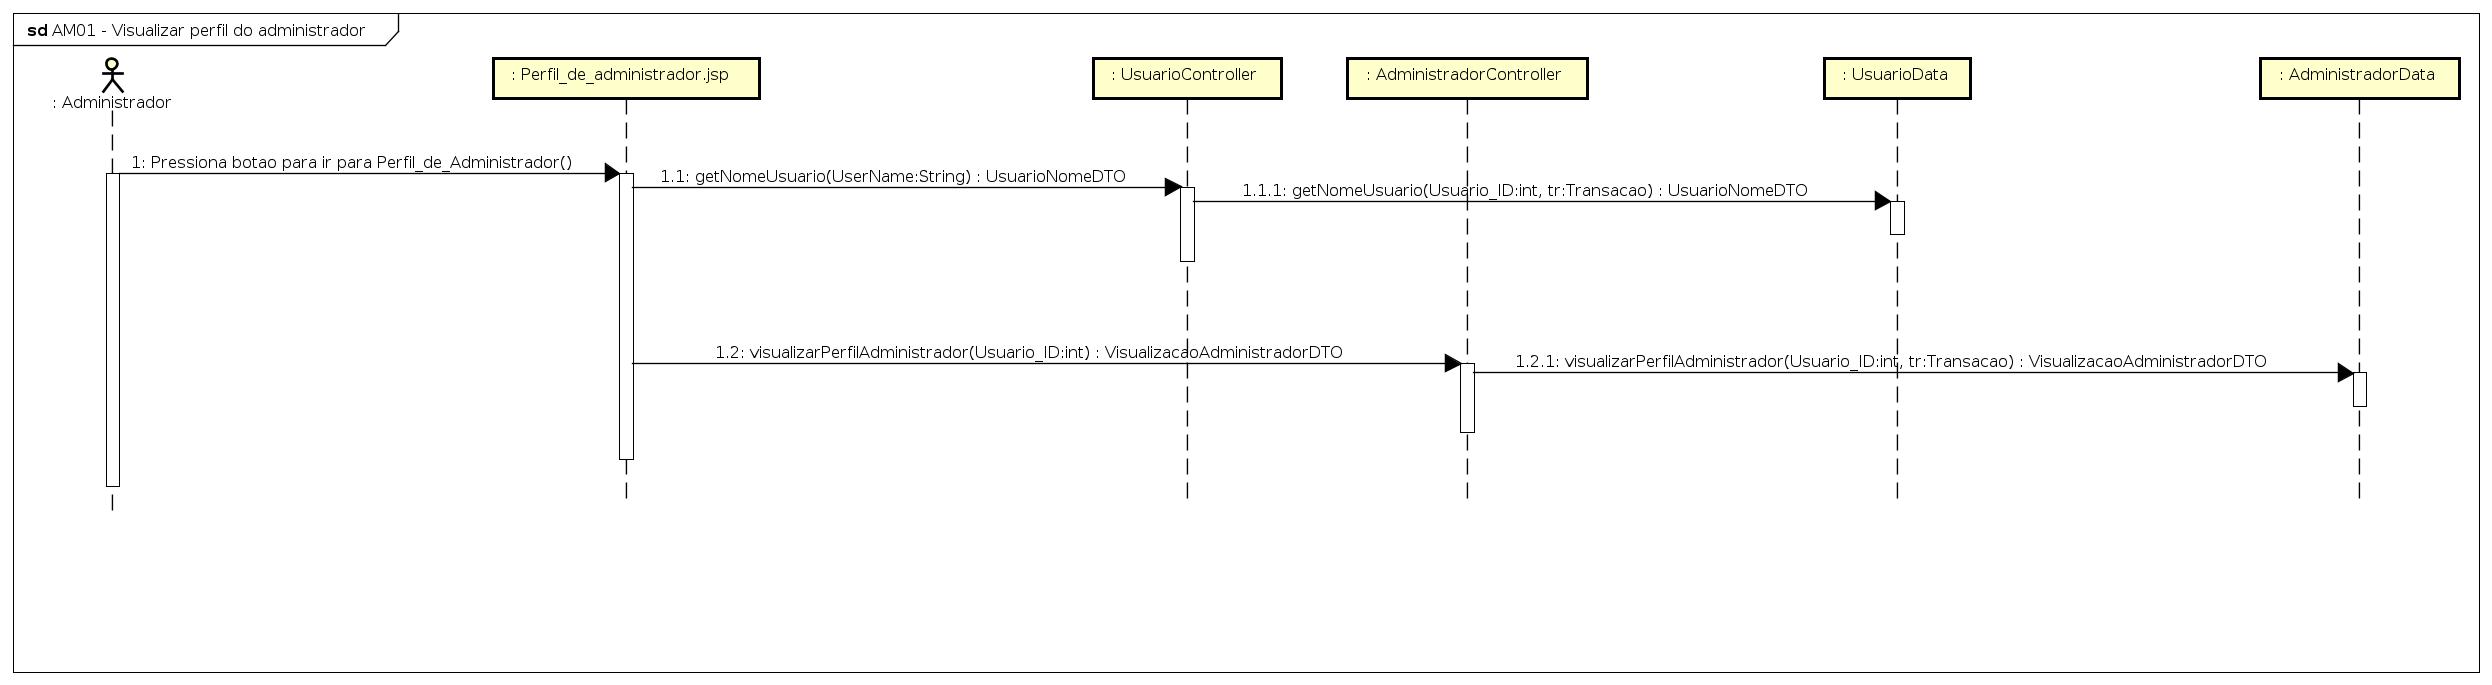 sd AM01 - Visualizar perfil do administrador
: Administrador
: Perfil_de_administrador.jsp
: UsuarioController
: AdministradorController
: UsuarioData
: AdministradorData
1: Pressiona botao para ir para Perfil_de_Administrador()
1.1: getNomeUsuario(UserName:String) : UsuarioNomeDTO
1.1.1: getNomeUsuario(Usuario_ID:int, tr:Transacao) : UsuarioNomeDTO
1.2: visualizarPerfilAdministrador(Usuario_ID:int) : VisualizacaoAdministradorDTO
1.2.1: visualizarPerfilAdministrador(Usuario_ID:int, tr:Transacao) : VisualizacaoAdministradorDTO